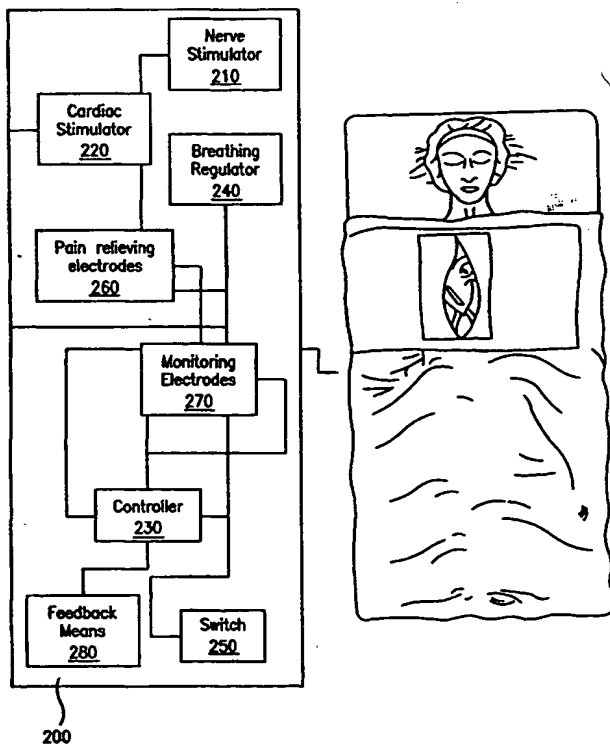 Nerve
Stimulator
210
Cardiac
Stimulator
220
Breathing
Regulator
240
Pain relieving
electrodes
260
Monitoring
Electrodes
270
Controller
230
Feedback
Means
280
Switch
250
200